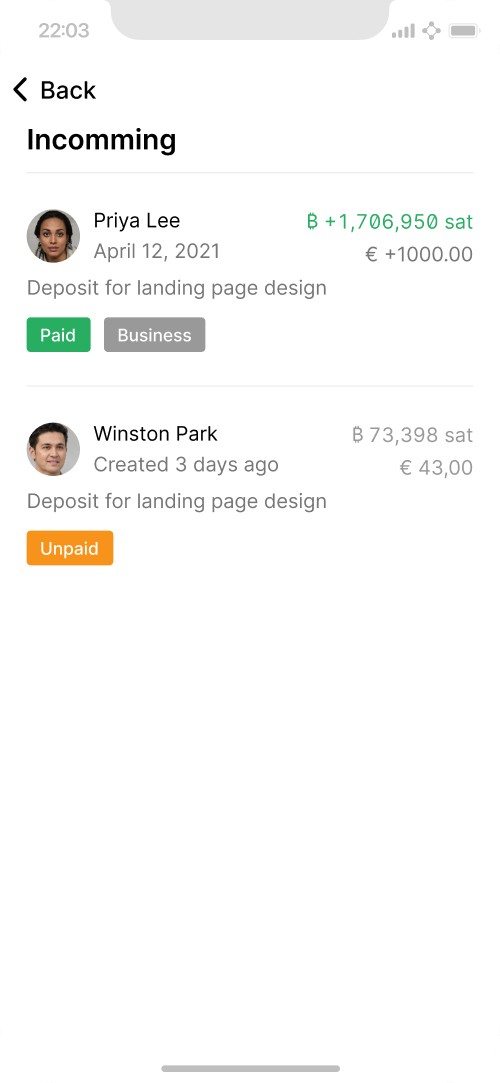 22:03
Back
Incomming
Priya Lee
₿ +1,706,950 sat
April 12, 2021
€ +1000.00
Deposit for landing page design
Paid
Business
Winston Park
₿ 73,398 sat
Created 3 days ago
€ 43,00
Deposit for landing page design
Unpaid